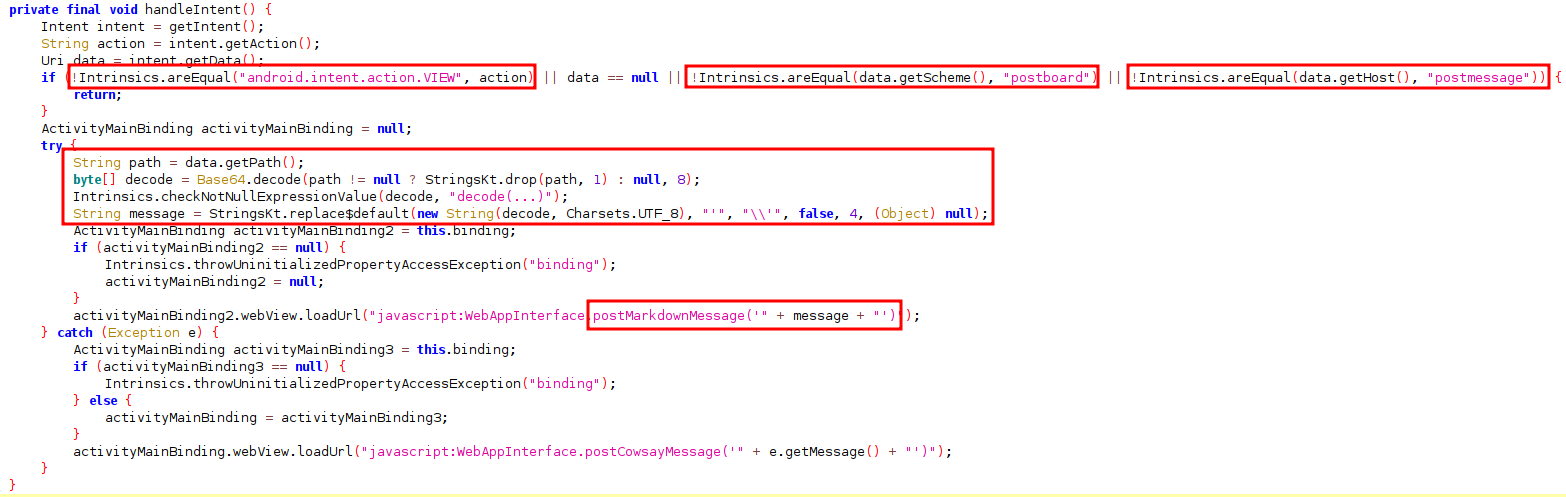 private final void handleIntent() {
Intent intent = getIntent();
String action = intent.getAction();
Uri data = intent.getData();
if (!Intrinsics.areEqual("android.intent.action.VIEW", action) || data == null || !Intrinsics.areEqual(data.getScheme(), "postboard") || !Intrinsics.areEqual(data.getHost(), "postmessage")) {
return;
}
ActivityMainBinding activityMainBinding = null;
try {
String path = data.getPath();
byte[] decode = Base64.decode(path != null ? StringsKt.drop(path, 1) : null, 8);
Intrinsics.checkNotNullExpressionValue(decode, "decode(...)");
String message = StringsKt.replace$default(new String(decode, Charsets.UTF_8), "'", "\\'", false, 4, (Object) null);
ActivityMainBinding activityMainBinding2 = this.binding;
if (activityMainBinding2 == null) {
Intrinsics.throwUninitializedPropertyAccessException("binding");
activityMainBinding2 = null;
}
activityMainBinding2.webView.loadUrl("javascript:WebAppInterface.postMarkdownMessage('" + message + "')");
} catch (Exception e) {
ActivityMainBinding activityMainBinding3 = this.binding;
if (activityMainBinding3 == null) {
Intrinsics.throwUninitializedPropertyAccessException("binding");
} else {
activityMainBinding = activityMainBinding3;
}
activityMainBinding.webView.loadUrl("javascript:WebAppInterface.postCowsayMessage('" + e.getMessage() + "')");
}
}